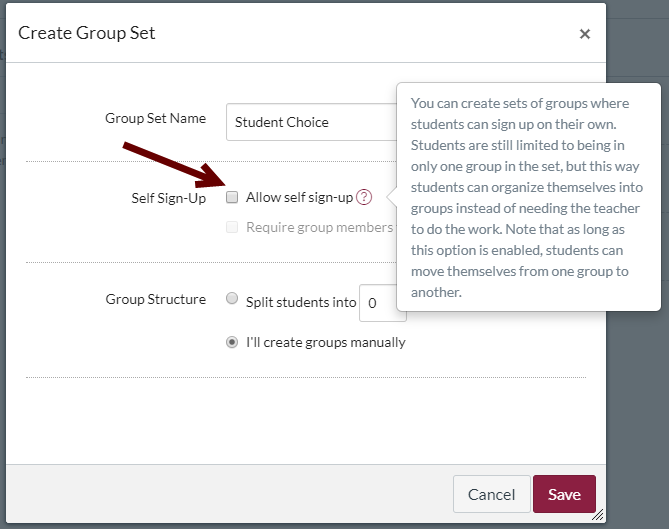 Create Group Set ×
Group Set Name Student Choice
Self Sign-Up Allow self sign-up ?
Require group members
You can create sets of groups where
students can sign up on their own.
Students are still limited to being in
only one group in the set, but this way
students can organize themselves into
groups instead of needing the teacher
to do the work. Note that as long as
this option is enabled, students can
move themselves from one group to
another.
Group Structure Split students into 0
I'll create groups manually
Cancel Save